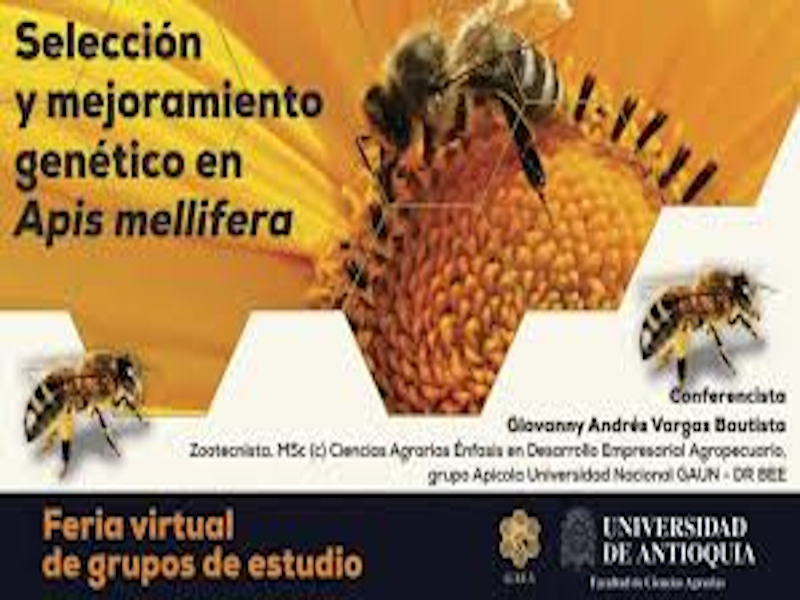 Selección
y mejoramiento
genético en
Apis mellifera
Conferencista
Giovanny Andrés Vargas Bautista
Zootecnista, MSc (c) Ciencias Agrarias Énfasis en Desarrollo Empresarial Agropecuario,
grupo Apícola Universidad Nacional GAUN - DR BEE
Feria virtual
de grupos de estudio
UNIVERSIDAD
DE ANTIOQUIA
Facultad de Ciencias Agrarias